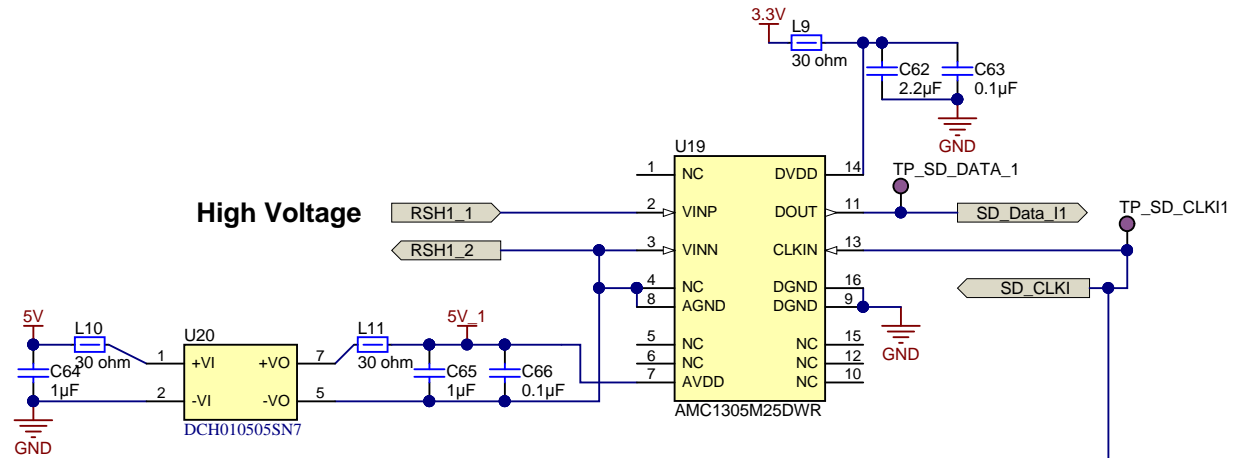 3.3V
L9
30 ohm
C62
2.2µF
C63
0.1µF
GND
U19
1
NC
DVDD
14
TP_SD_DATA_1
High Voltage
RSH1_1
2
VINP
DOUT
11
SD_Data_I1
TP_SD_CLKI1
RSH1_2
3
VINN
CLKIN
13
4
NC
DGND
16
SD_CLKI
8
AGND
DGND
9
GND
5V
L10
30 ohm
U20
L11
30 ohm
5V_1
5
NC
NC
15
6
NC
NC
12
7
AVDD
NC
10
C64
1µF
1
+VI
+VO
7
C65
1µF
C66
0.1µF
2
-VI
-VO
5
AMC1305M25DWR
DCH010505SN7
GND